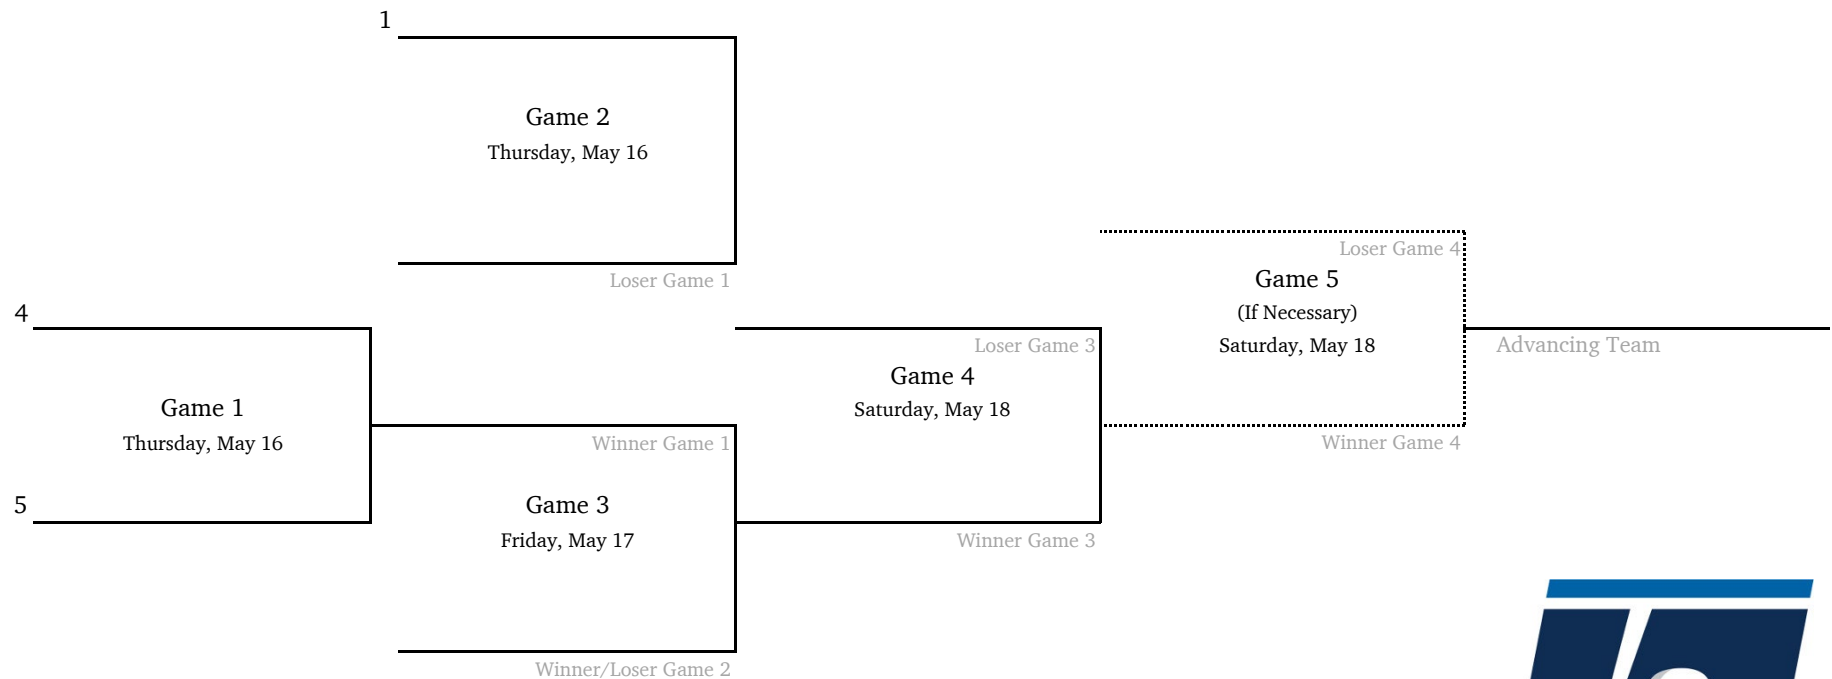 1
Game 2
Thursday, May 16
Loser Game 1
4
Game 1
Thursday, May 16
5
Winner Game 1
Game 3
Friday, May 17
Winner/Loser Game 2
Loser Game 3
Game 4
Saturday, May 18
Winner Game 3
Loser Game 4
Game 5
(If Necessary)
Saturday, May 18
Winner Game 4
Advancing Team